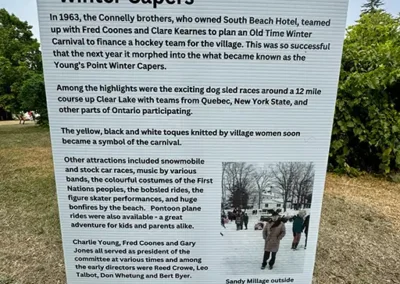 Winter Capers
In 1963, the Connelly brothers, who owned South Beach Hotel, teamed
up with Fred Coones and Clare Kearnes to plan an Old Time Winter
Carnival to finance a hockey team for the village. This was so successful
that the next year it morphed into the what became known as the
Young's Point Winter Capers.
Among the highlights were the exciting dog sled races around a 12 mile
course up Clear Lake with teams from Quebec, New York State, and
other parts of Ontario participating.
The yellow, black and white toques knitted by village women soon
became a symbol of the carnival.
Other attractions included snowmobile
and stock car races, music by various
bands, the colourful costumes of the First
Nations peoples, the bobsled rides, the
figure skater performances, and huge
bonfires by the beach. Pontoon plane
rides were also available - a great
adventure for kids and parents alike.
Charlie Young, Fred Coones and Gary
Jones all served as president of the
committee at various times and among
the early directors were Reed Crowe, Leo
Talbot, Don Whetung and Bert Byer.
Sandy Millage outside